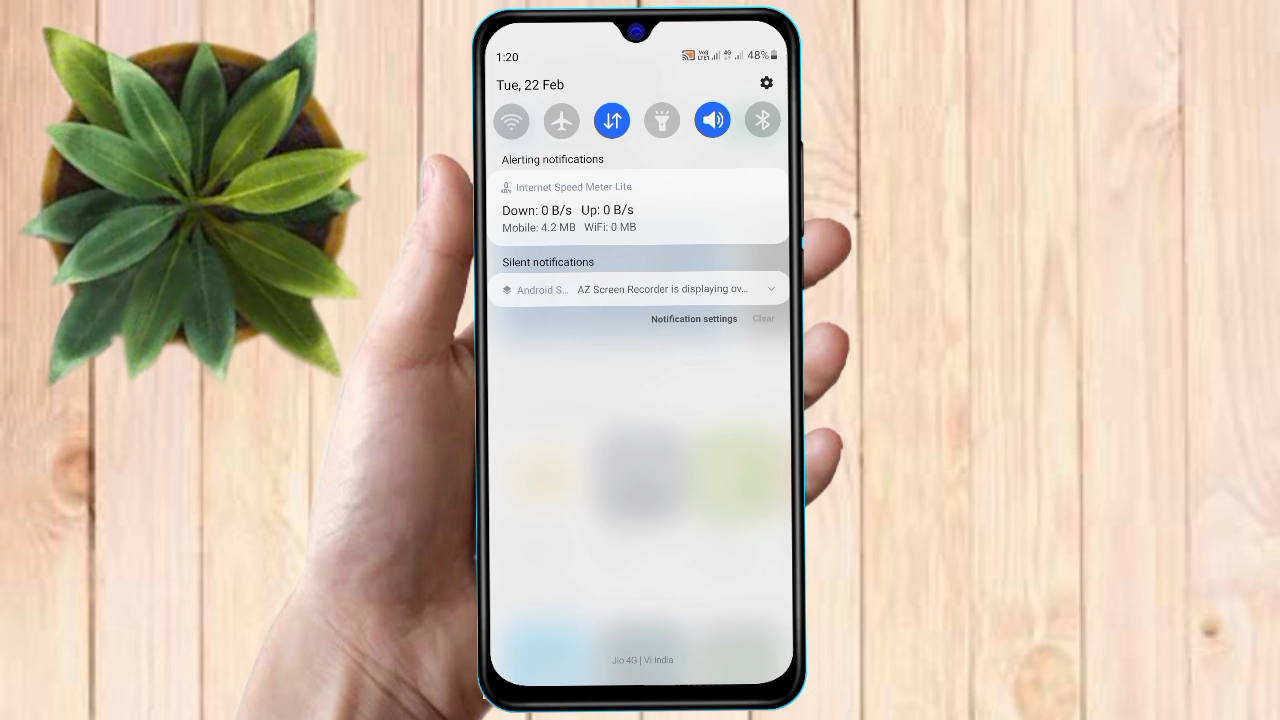 1:20
48%
Tue, 22 Feb
Alerting notifications
Internet Speed Meter Lite
Down: 0 B/s Up: 0 B/s
Mobile: 4.2 MB WiFi: 0 MB
Silent notifications
Android S... AZ Screen Recorder is displaying ov...
Notification settings Clear
Jio 4G | Vi India